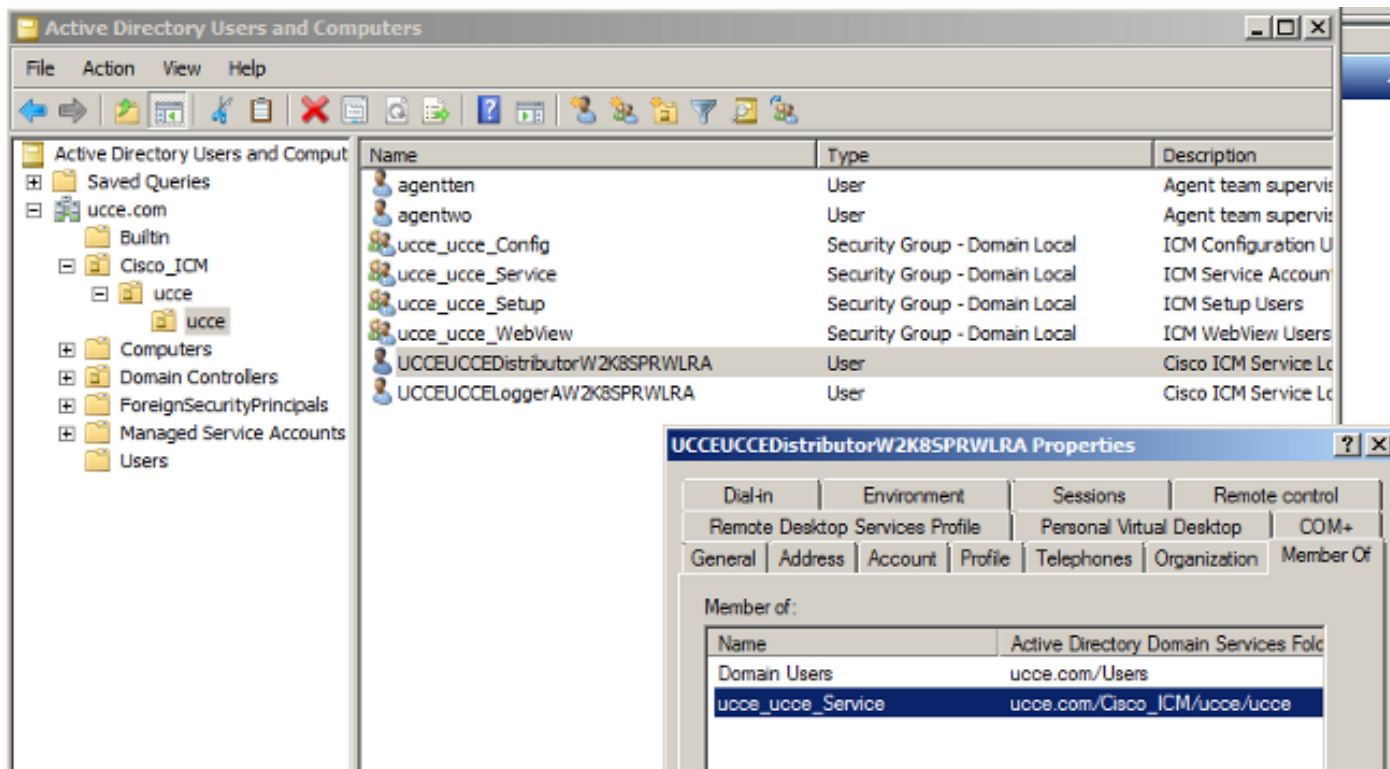 Active Directory Users and Computers
File Action View Help
Active Directory Users and Comput
Saved Queries
ucce.com
Builtin
Cisco_ICM
ucce
ucce
Computers
Domain Controllers
ForeignSecurityPrincipals
Managed Service Accounts
Users
Name Type Description
agentten User Agent team supervis
agentwo User Agent team supervis
ucce_ucce_Config Security Group - Domain Local ICM Configuration U
ucce_ucce_Service Security Group - Domain Local ICM Service Accoun
ucce_ucce_Setup Security Group - Domain Local ICM Setup Users
ucce_ucce_WebView Security Group - Domain Local ICM WebView Users
UCCEUCCEDistributorW2K8SPRWLRA User Cisco ICM Service Lo
UCCEUCCELoggerAW2K8SPRWLRA User Cisco ICM Service Lo
UCCEUCCEDistributorW2K8SPRWLRA Properties
Dial-in Environment Sessions Remote control
Remote Desktop Services Profile Personal Virtual Desktop COM+
General Address Account Profile Telephones Organization Member Of
Member of:
Name Active Directory Domain Services Fold
Domain Users ucce.com/Users
ucce_ucce_Service ucce.com/Cisco_ICM/ucce/ucce